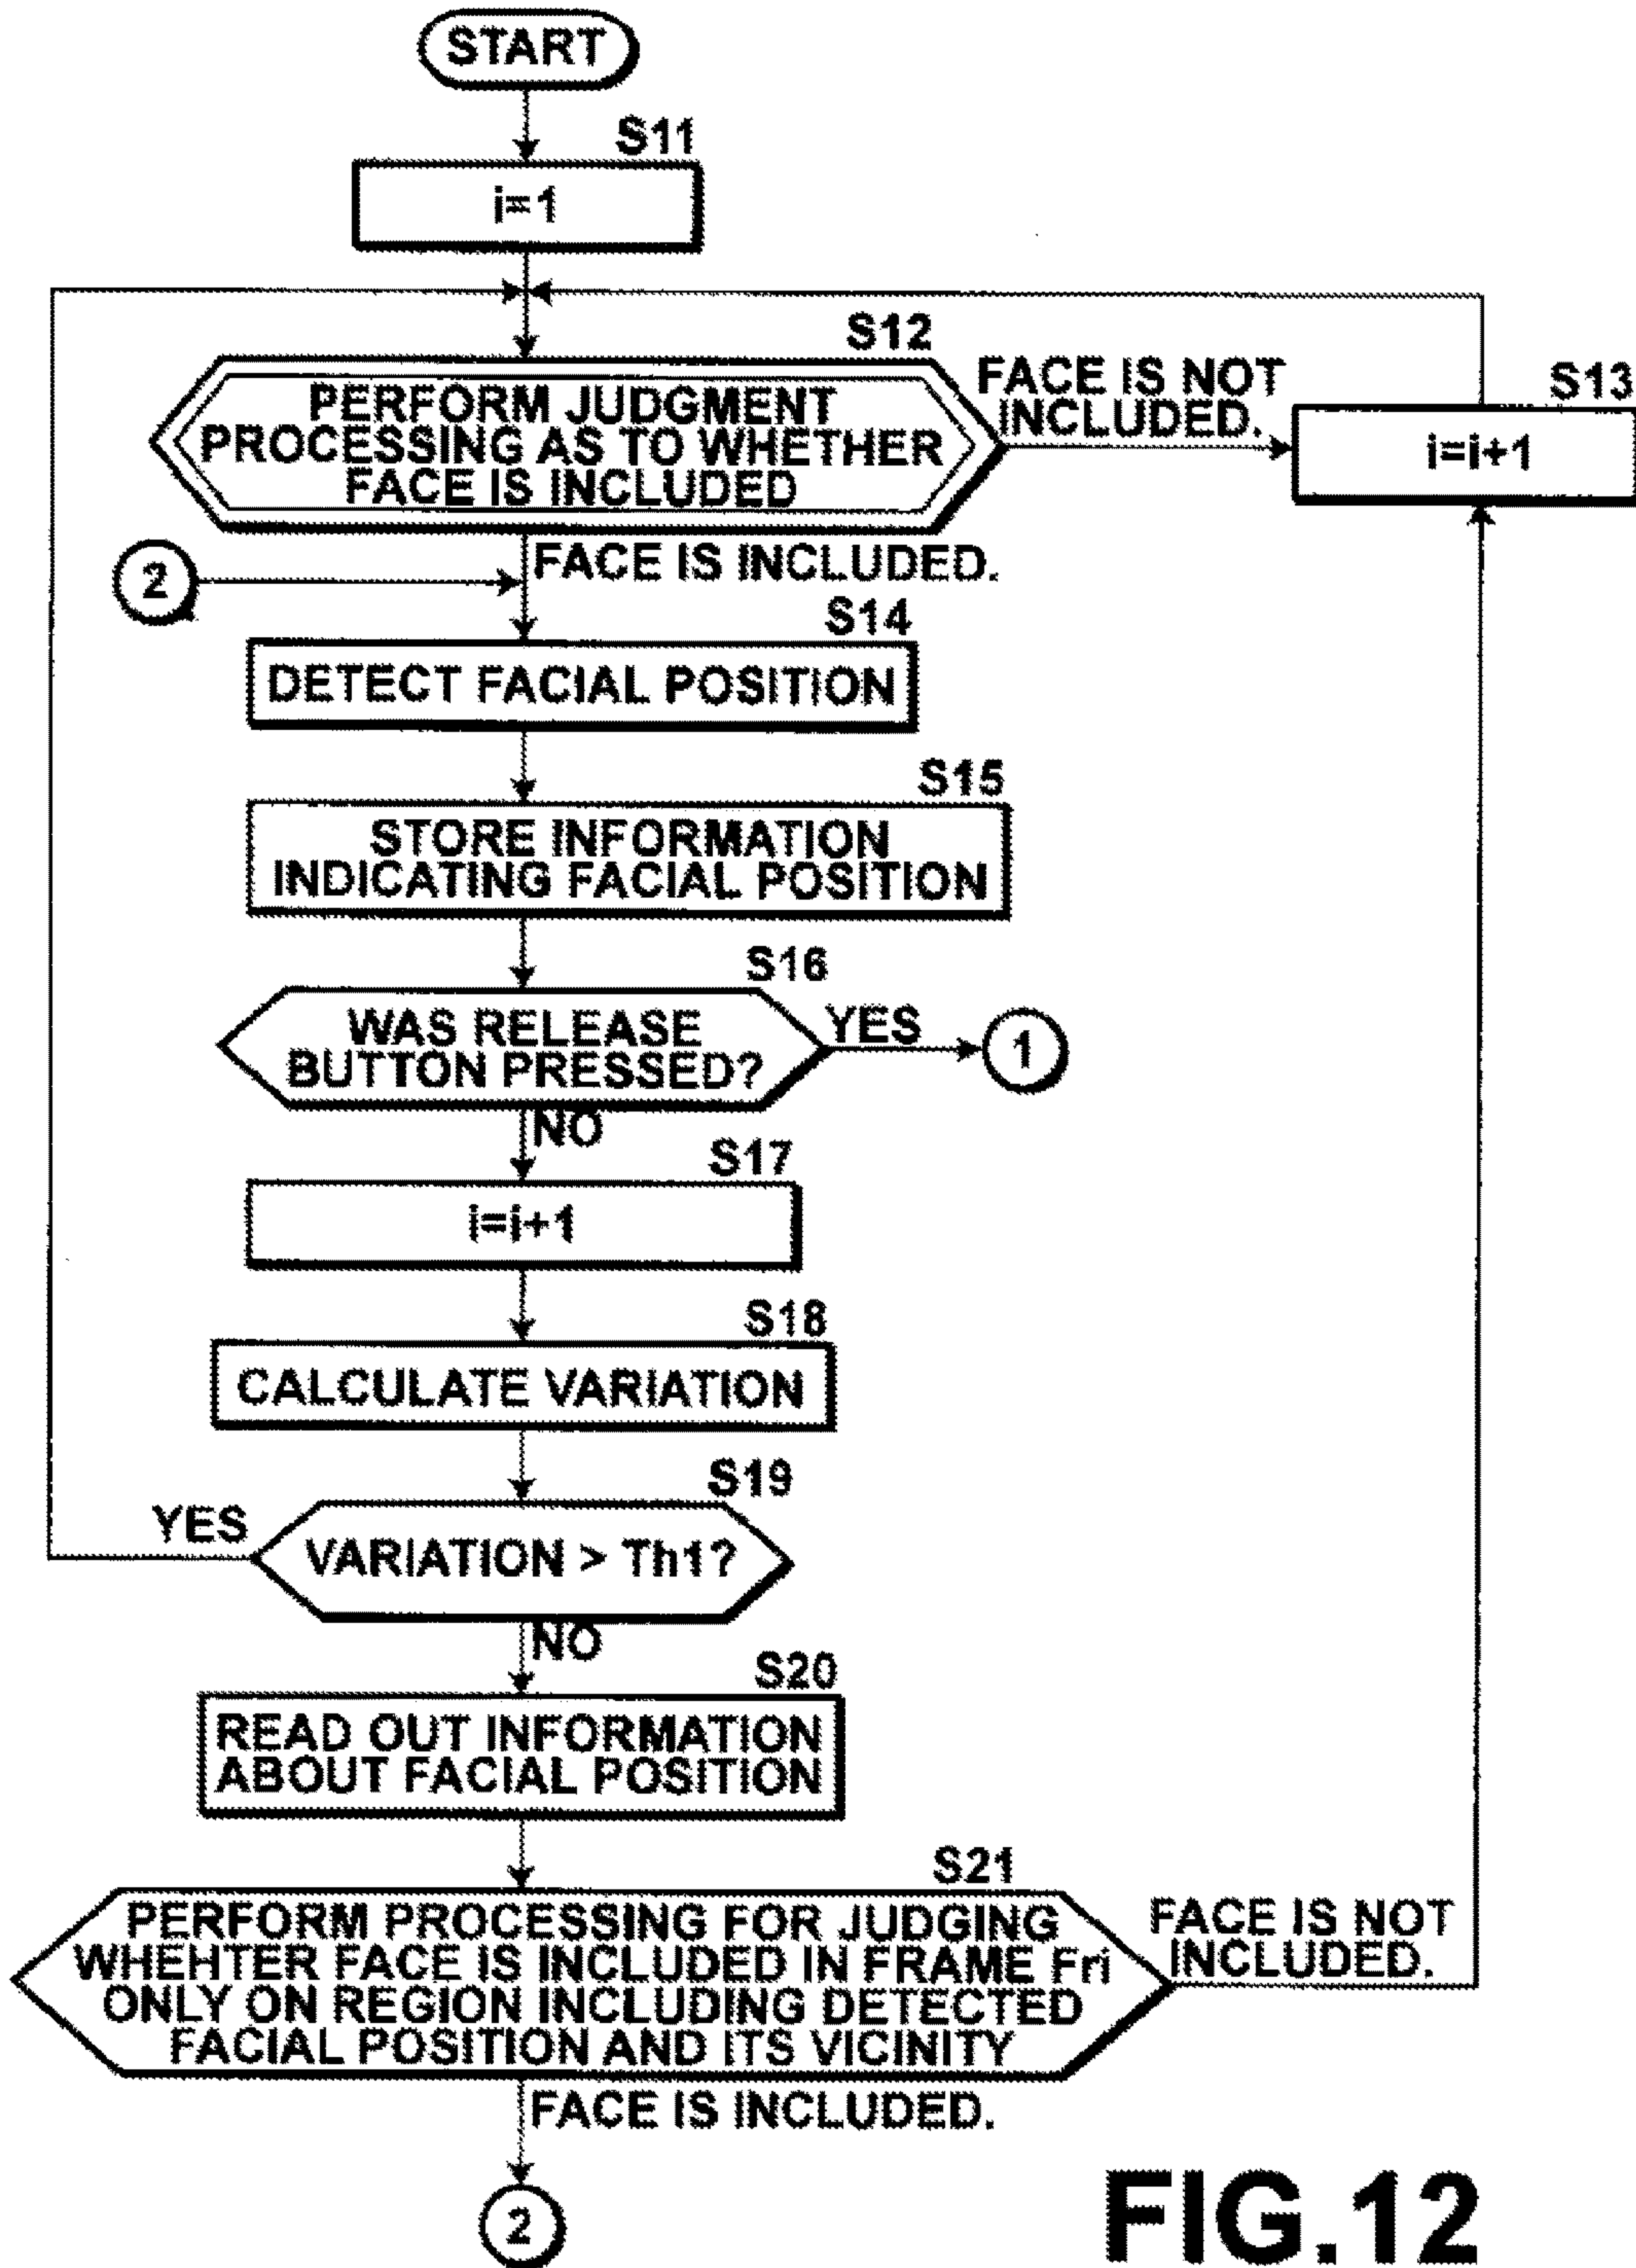 START
S11
i=1
S12
PERFORM JUDGMENT
PROCESSING AS TO WHETHER
FACE IS INCLUDED
FACE IS NOT
INCLUDED.
S13
i=i+1
FACE IS INCLUDED.
2
S14
DETECT FACIAL POSITION
S15
STORE INFORMATION
INDICATING FACIAL POSITION
S16
WAS RELEASE
BUTTON PRESSED?
YES
1
NO
S17
i=i+1
S18
CALCULATE VARIATION
S19
YES
VARIATION > Th1?
NO
S20
READ OUT INFORMATION
ABOUT FACIAL POSITION
S21
PERFORM PROCESSING FOR JUDGING
WHEHTER FACE IS INCLUDED IN FRAME Fri
ONLY ON REGION INCLUDING DETECTED
FACIAL POSITION AND ITS VICINITY
FACE IS NOT
INCLUDED.
FACE IS INCLUDED.
2
FIG.12